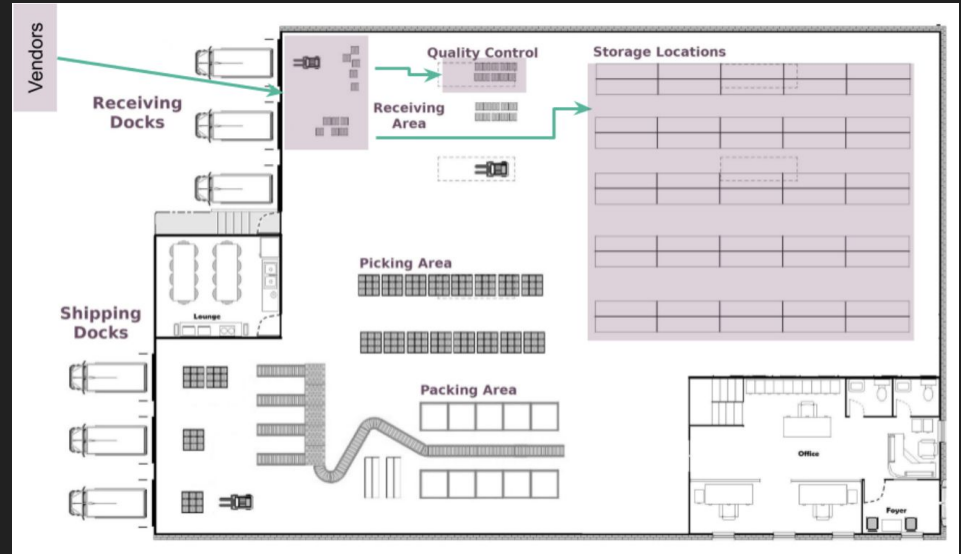 Vendors
Quality Control
Storage Locations
Receiving
Docks
Receiving
Area
Picking Area
Shipping
Docks
Lounge
Packing Area
Office
Foyer